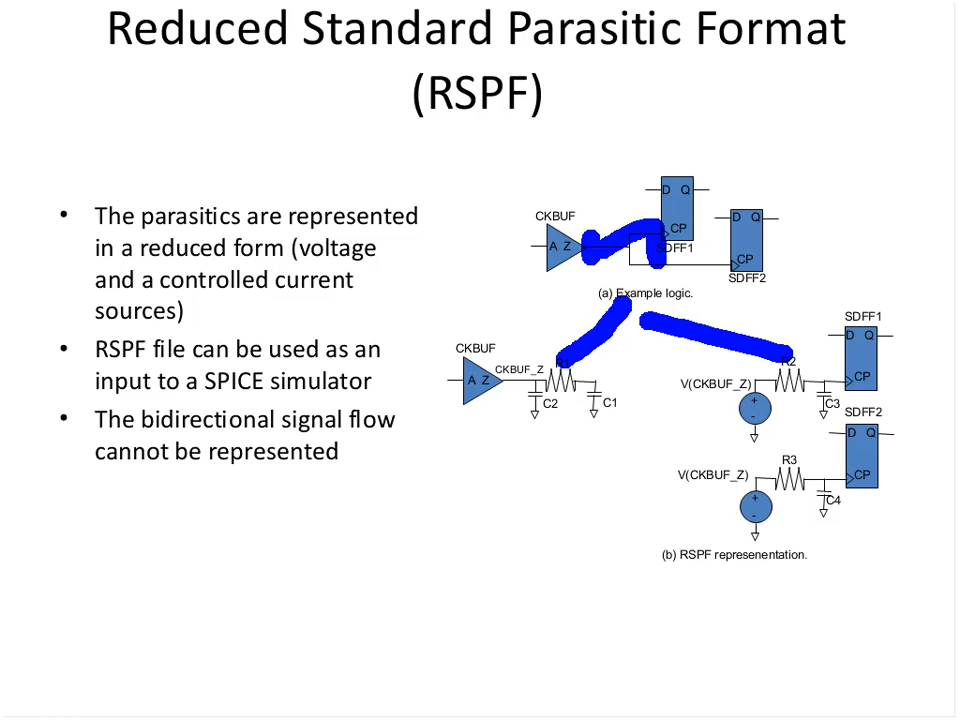 Reduced Standard Parasitic Format
(RSPF)
• The parasitics are represented
in a reduced form (voltage
and a controlled current
sources)
• RSPF file can be used as an
input to a SPICE simulator
• The bidirectional signal flow
cannot be represented
D Q
CKBUF
CP
A Z
SDFF1
D Q
CP
SDFF2
(a) Example logic.
CKBUF
A Z
CKBUF_Z
R1
C2
C1
SDFF1
D Q
R2
V(CKBUF_Z)
CP
+
-
C3
SDFF2
D Q
R3
V(CKBUF_Z)
CP
+
-
C4
(b) RSPF represenentation.